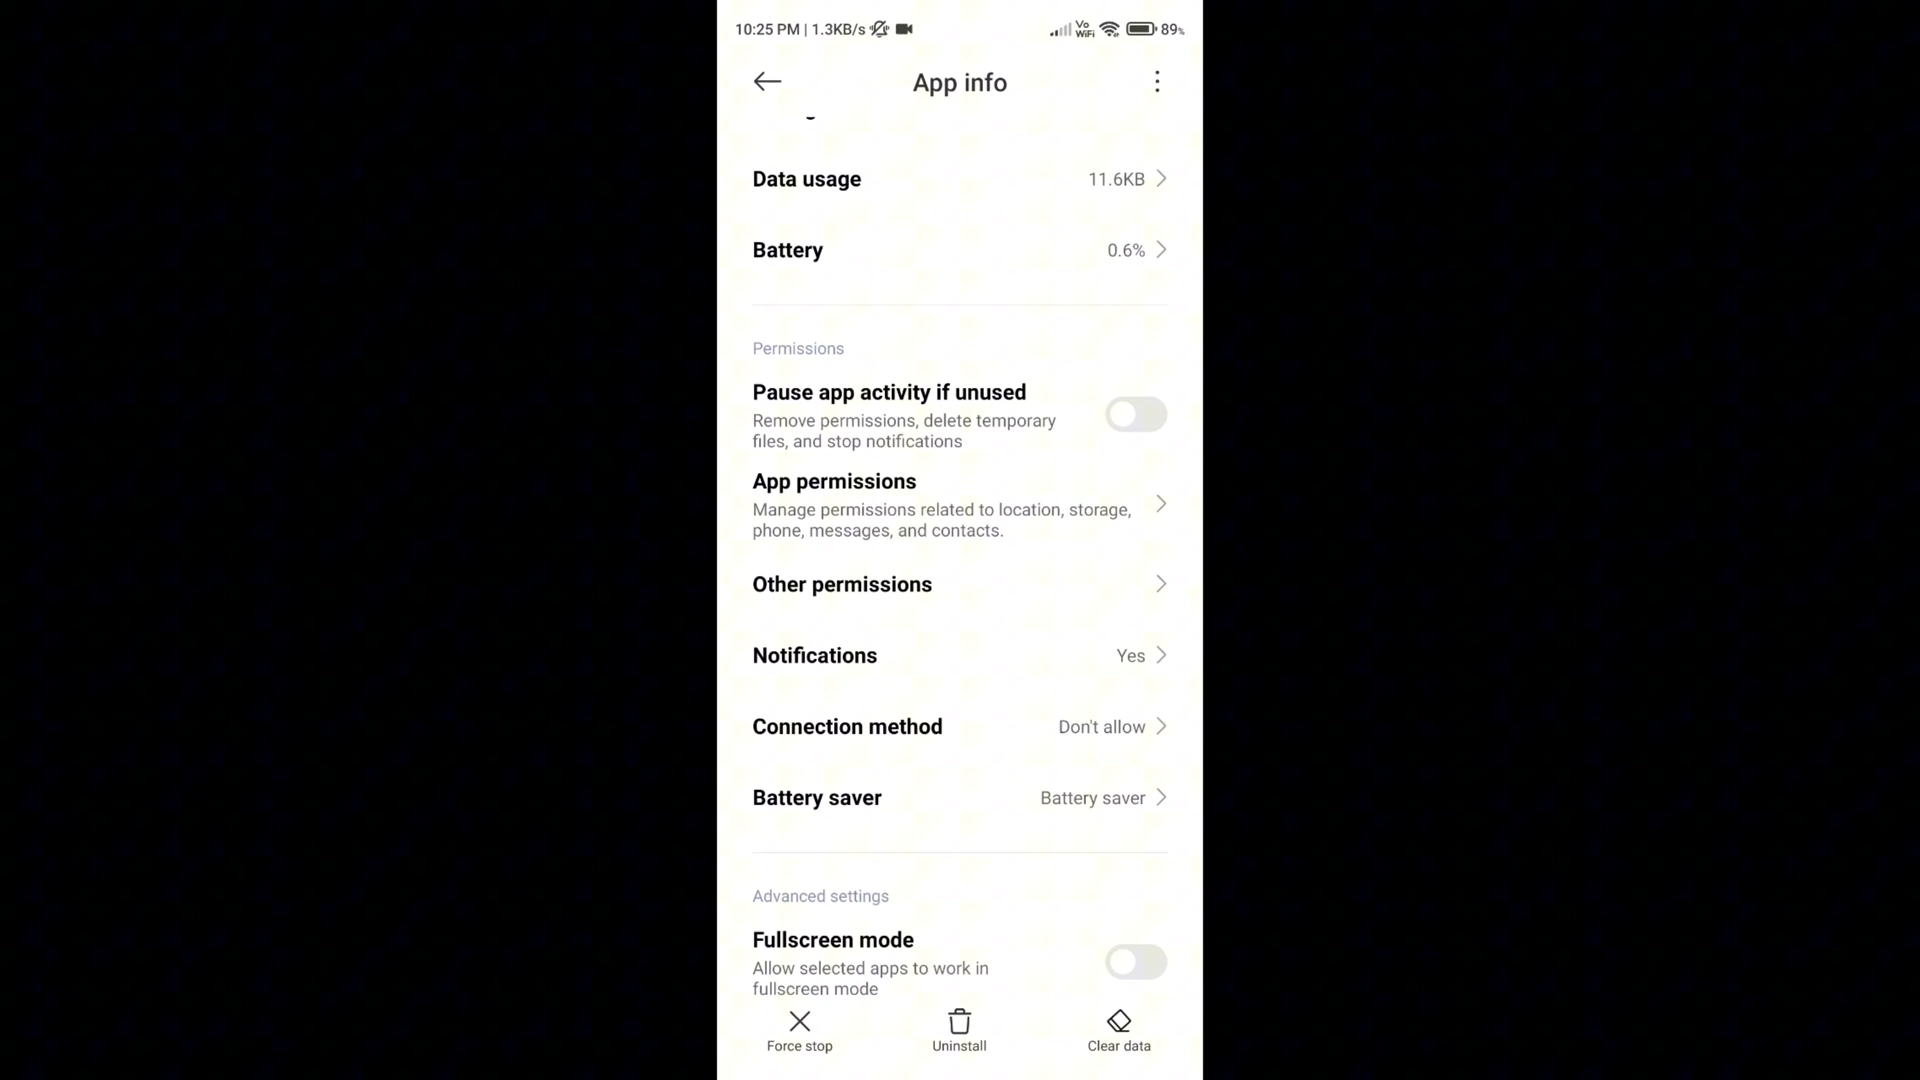 10:25 PM | 1.3KB/s Vo WiFi 89%
App info
Data usage 11.6KB
Battery 0.6%
Permissions
Pause app activity if unused
Remove permissions, delete temporary
files, and stop notifications
App permissions
Manage permissions related to location, storage,
phone, messages, and contacts.
Other permissions
Notifications Yes
Connection method Don't allow
Battery saver Battery saver
Advanced settings
Fullscreen mode
Allow selected apps to work in
fullscreen mode
Force stop Uninstall Clear data